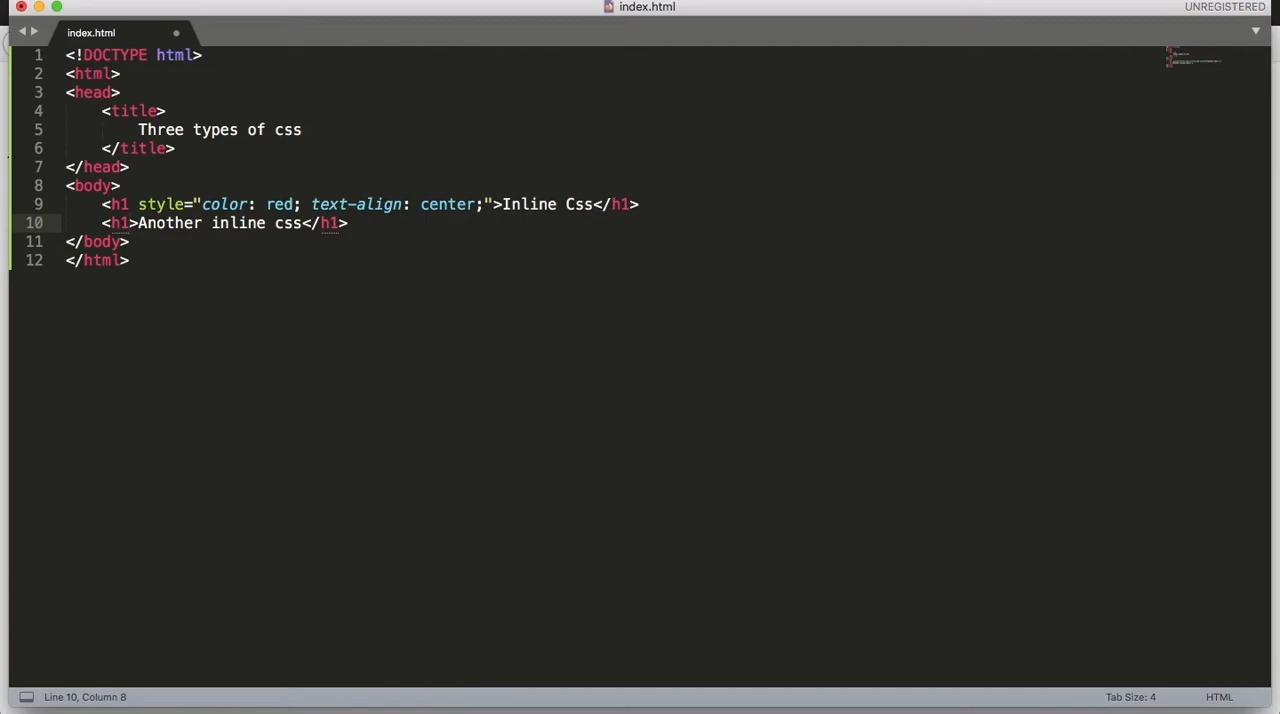 index.html
UNREGISTERED
index.html
1 <!DOCTYPE html>
2 <html>
3 <head>
4 <title>
5 Three types of css
6 </title>
7 </head>
8 <body>
9 <h1 style="color: red; text-align: center;">Inline Css</h1>
10 <h1>Another inline css</h1>
11 </body>
12 </html>
Line 10, Column 8
Tab Size: 4
HTML